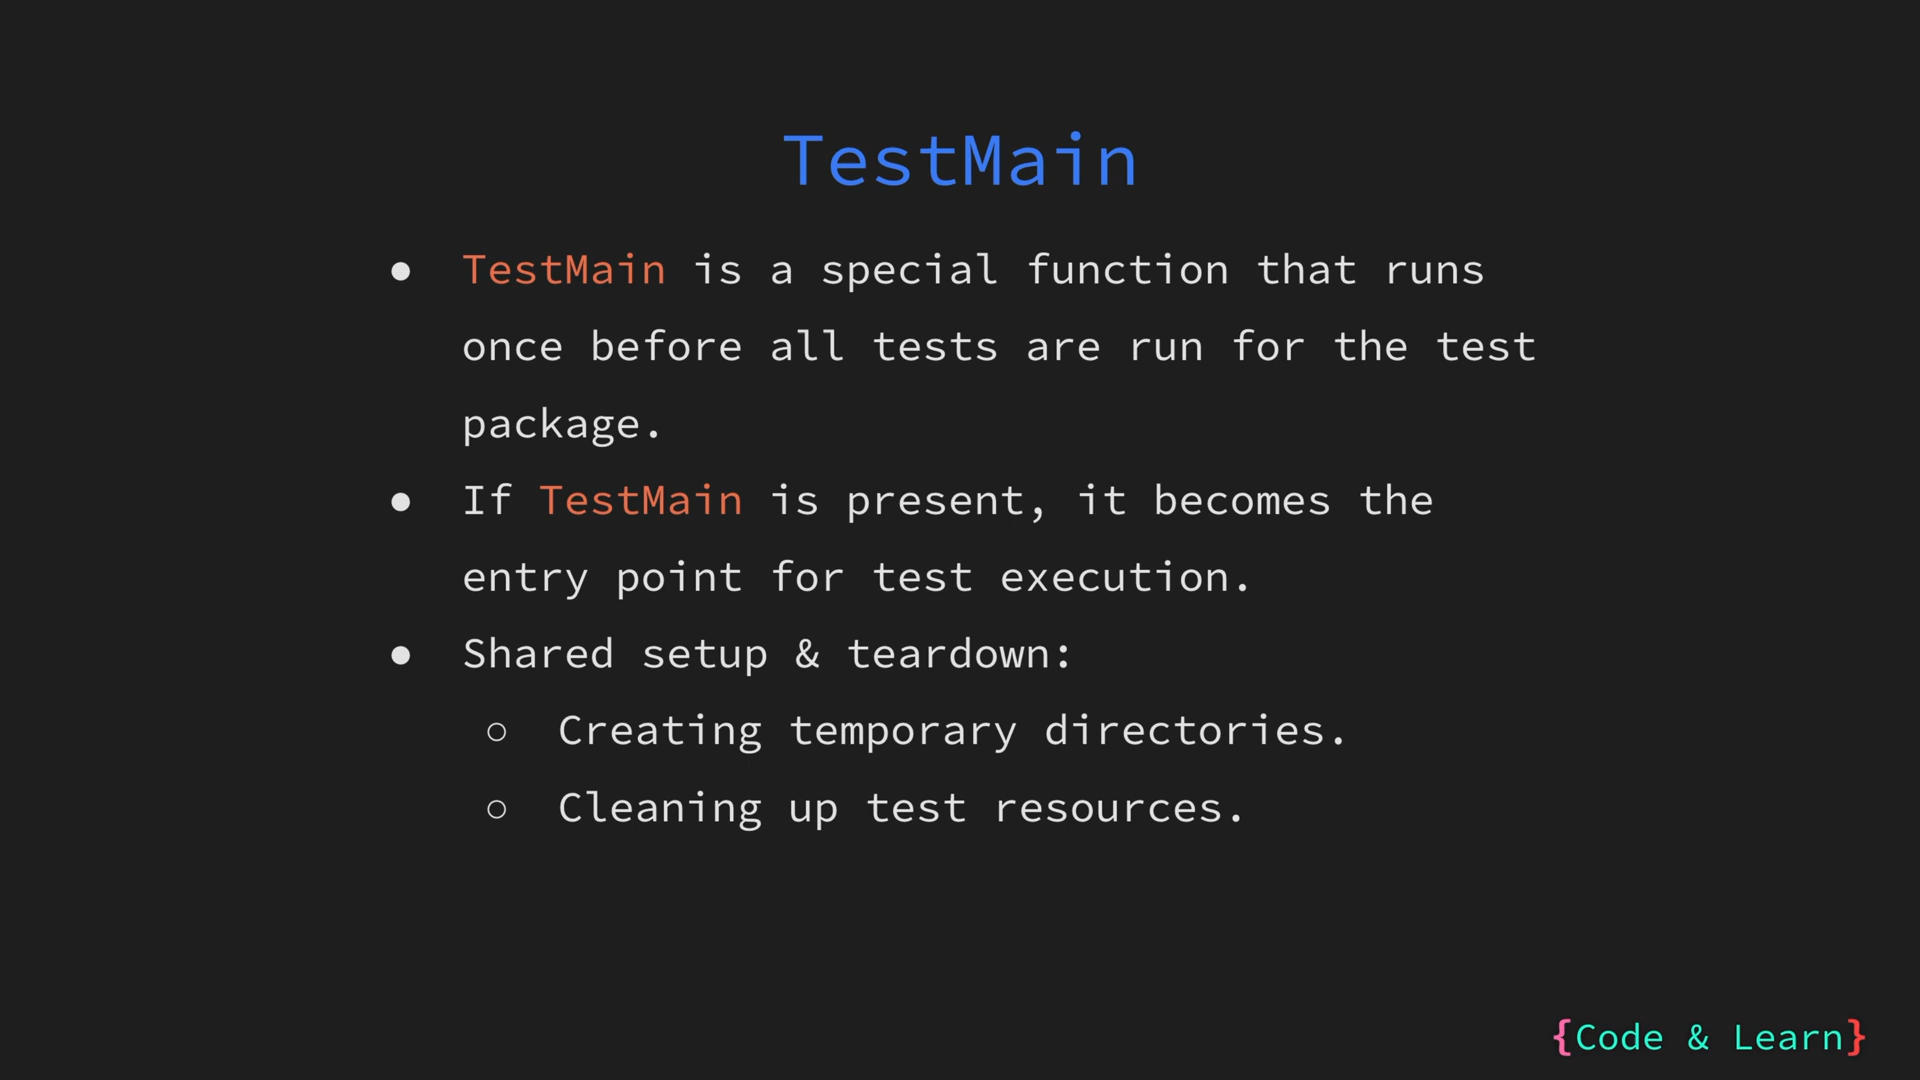 TestMain
● TestMain is a special function that runs
once before all tests are run for the test
package.
● If TestMain is present, it becomes the
entry point for test execution.
● Shared setup & teardown:
○ Creating temporary directories.
○ Cleaning up test resources.
{Code & Learn}